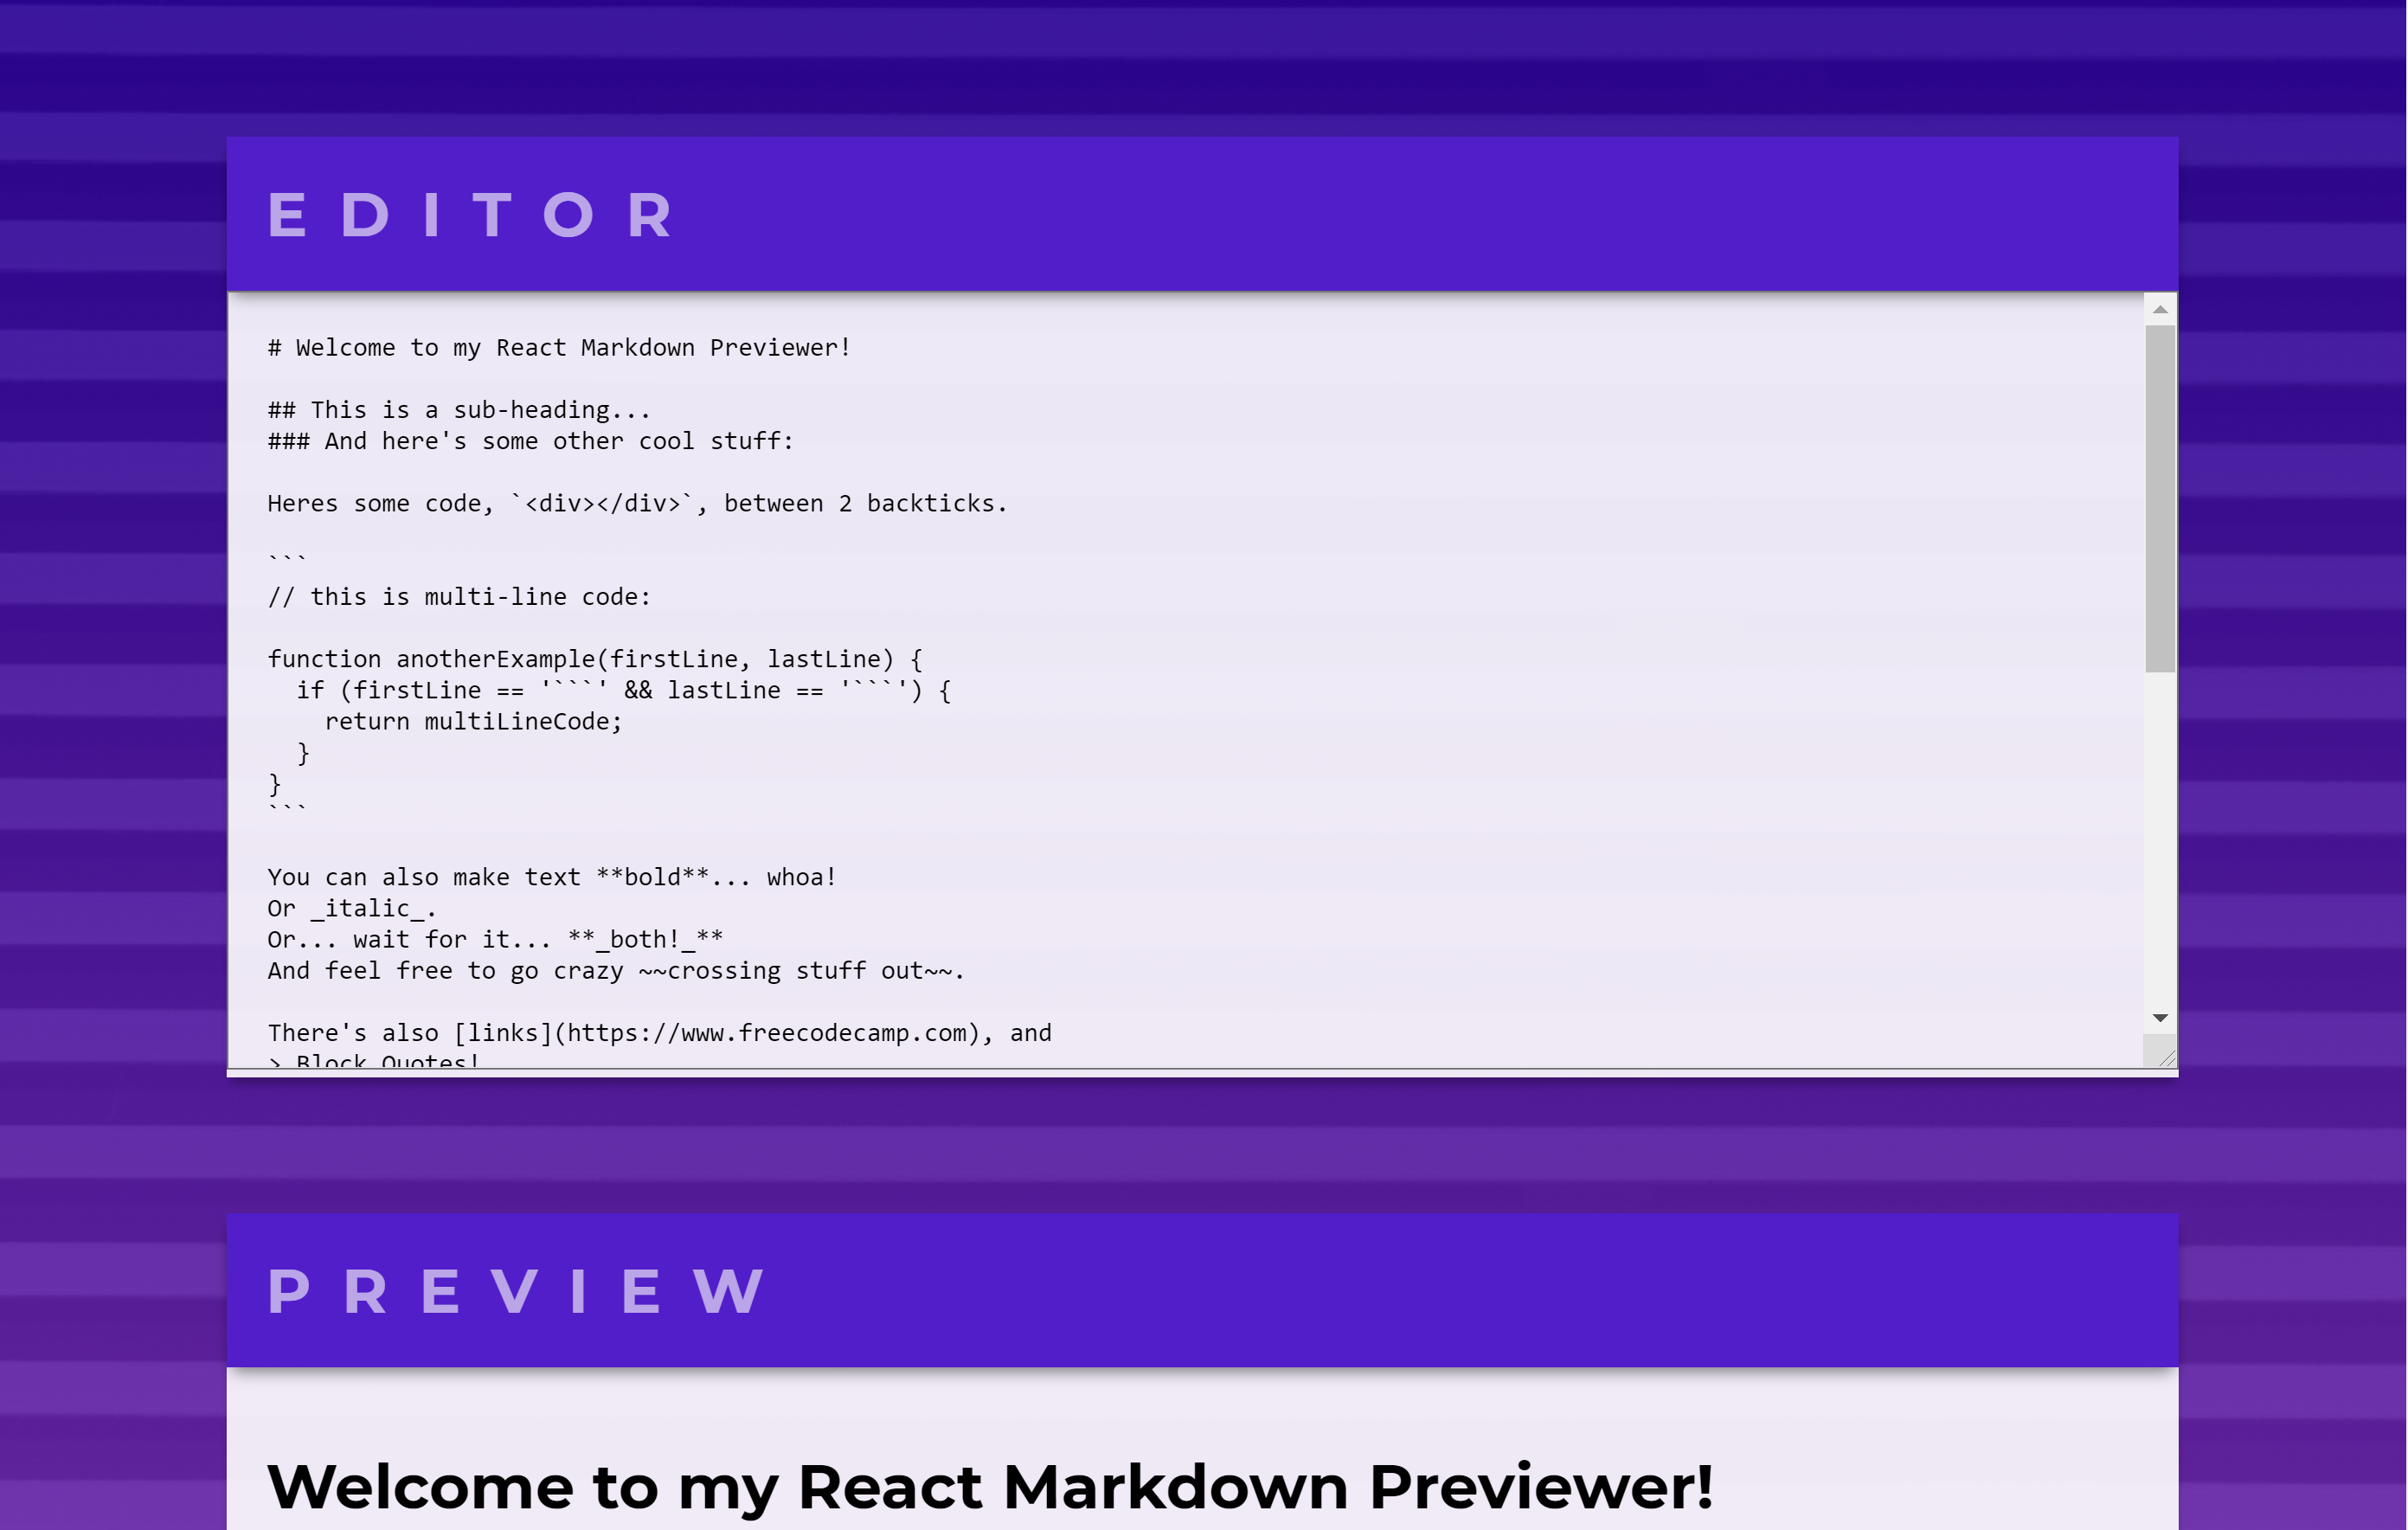 EDITOR
# Welcome to my React Markdown Previewer!
## This is a sub-heading...
### And here's some other cool stuff:
Heres some code, `<div></div>`, between 2 backticks.
```
// this is multi-line code:
function anotherExample(firstLine, lastLine) {
  if (firstLine == '```' && lastLine == '```') {
    return multiLineCode;
  }
}
```
You can also make text **bold**... whoa!
Or _italic_.
Or... wait for it... **_both!_**
And feel free to go crazy ~~crossing stuff out~~.
There's also [links](https://www.freecodecamp.com), and
> Block Quotes!
PREVIEW
Welcome to my React Markdown Previewer!